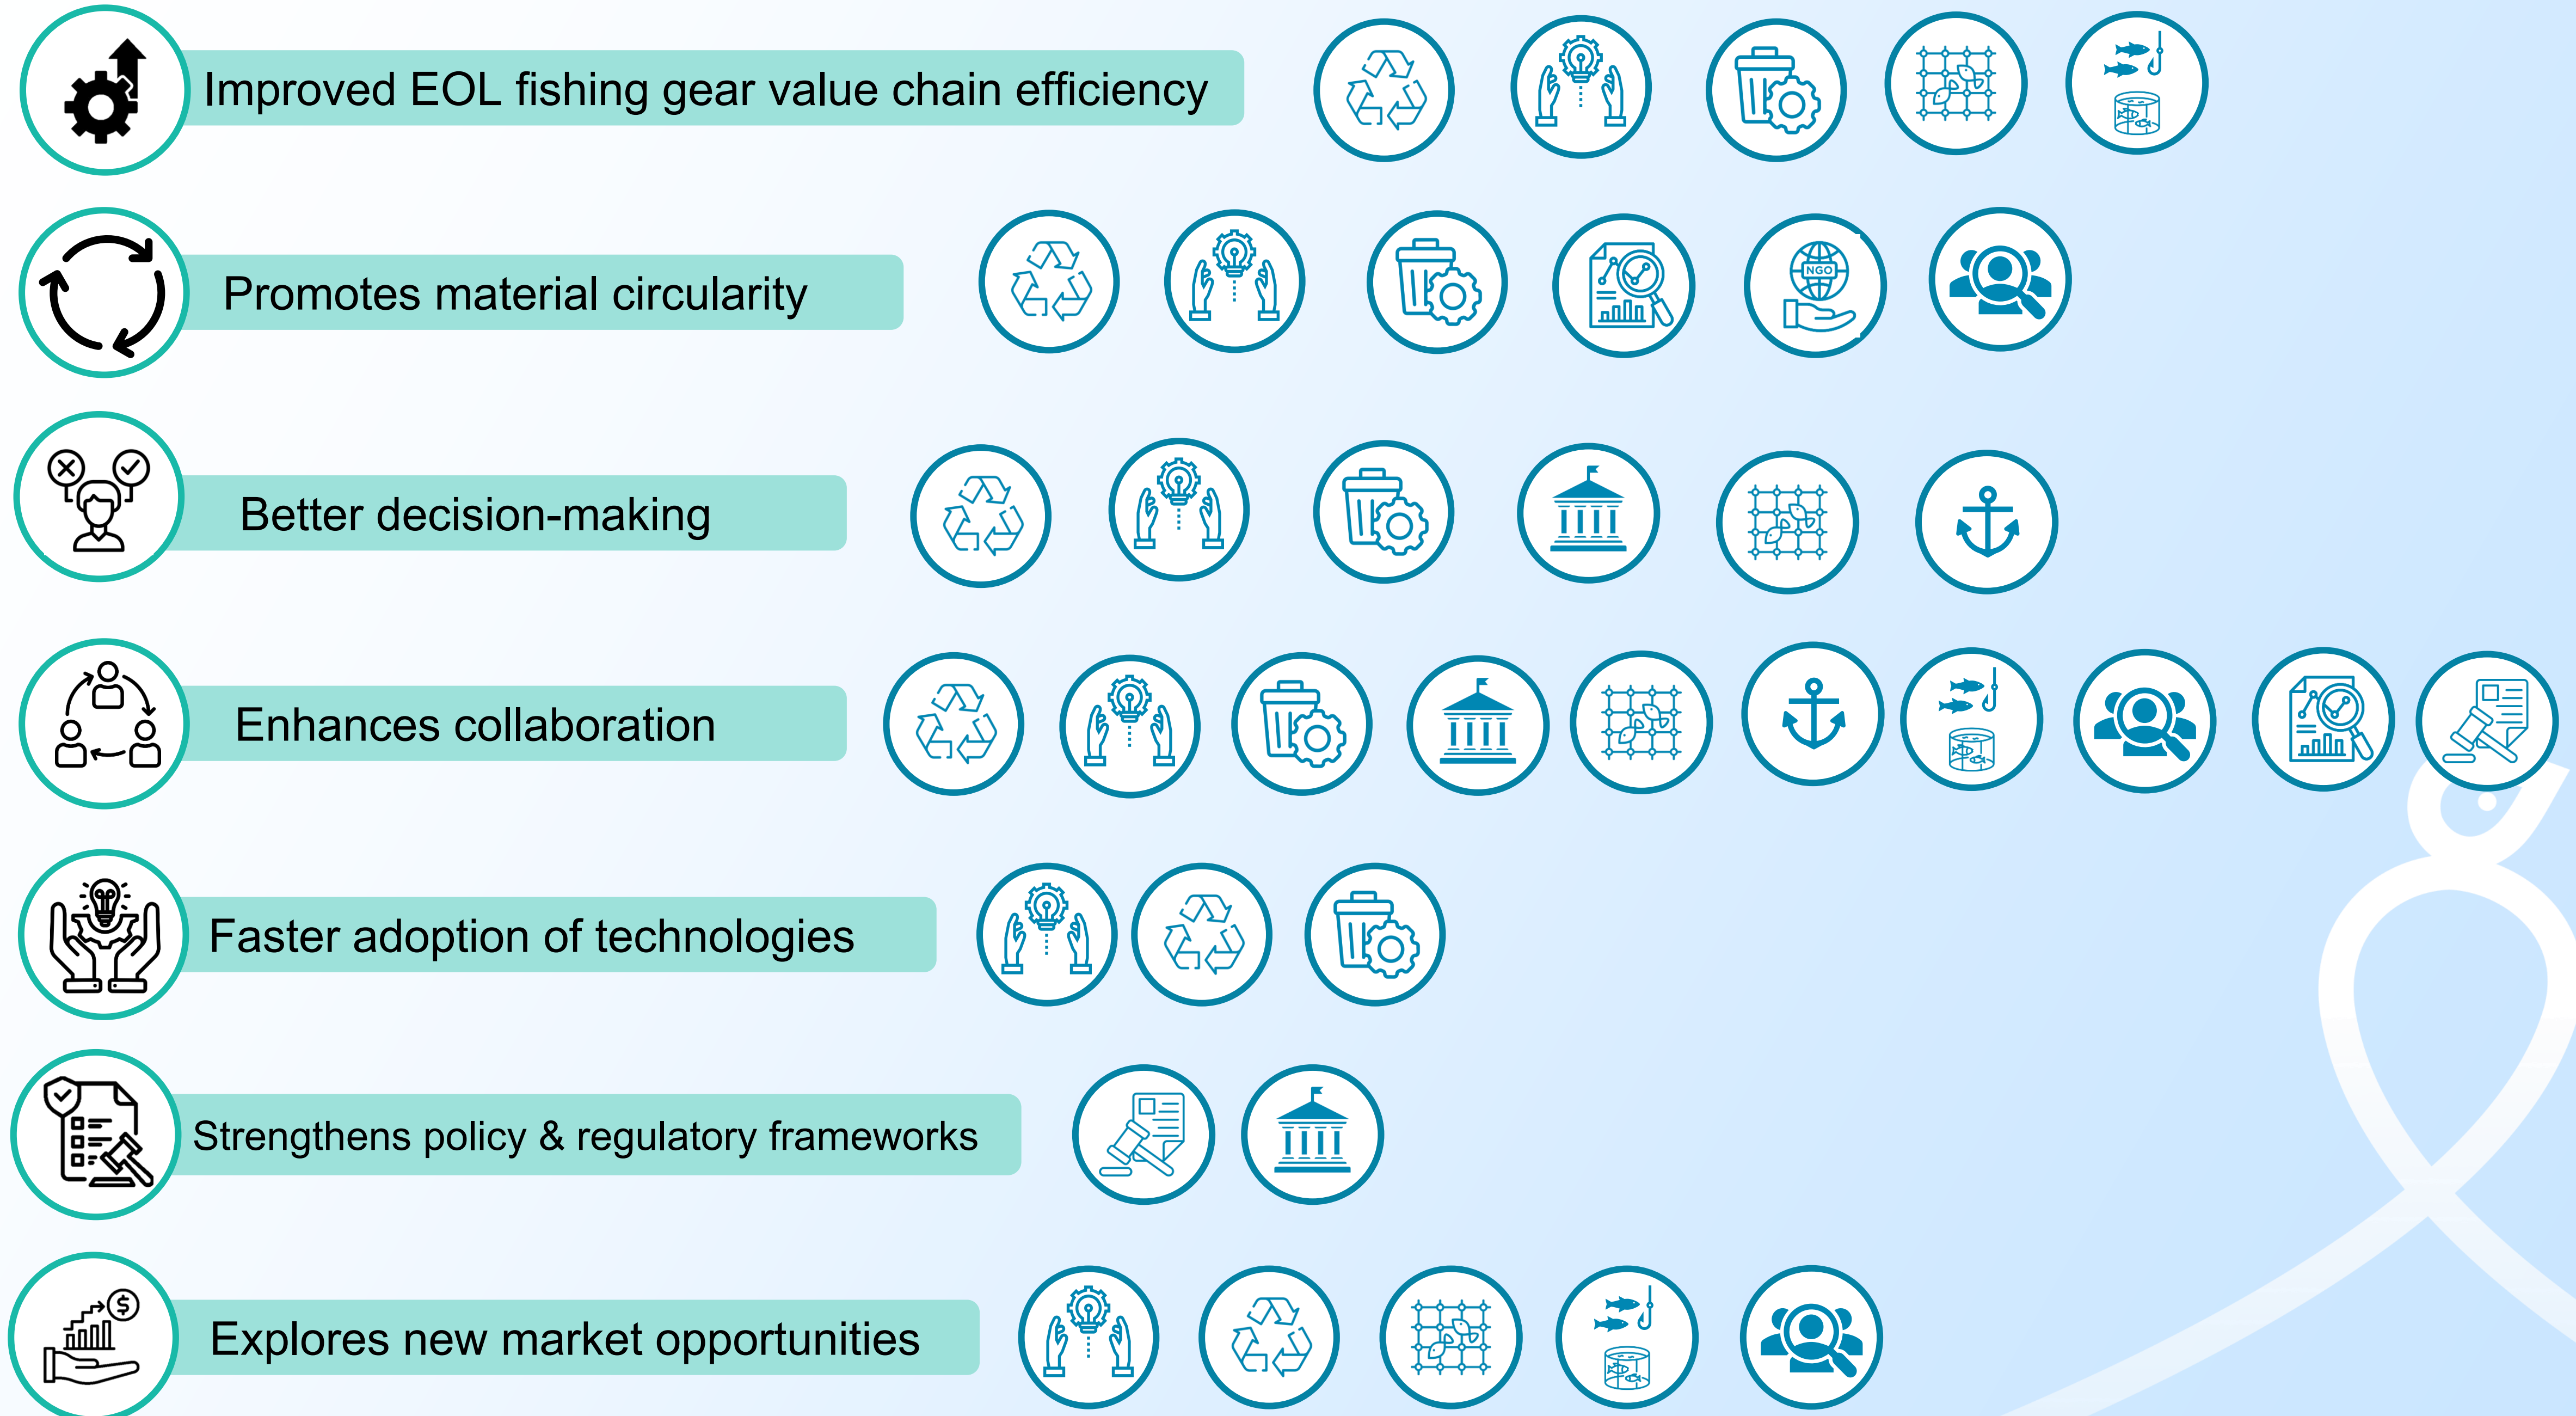 Improved EOL fishing gear value chain efficiency
Promotes material circularity
NGO
Better decision-making
Enhances collaboration
Faster adoption of technologies
Strengthens policy & regulatory frameworks
$
Explores new market opportunities